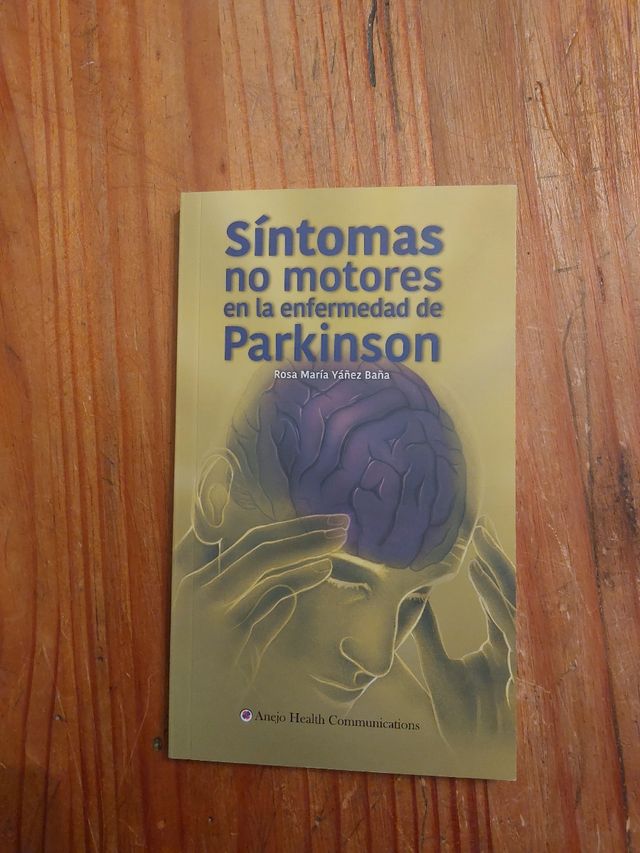 Síntomas
no motores
en la enfermedad de
Parkinson
Rosa María Yáñez Baña
Anejo Health Communications